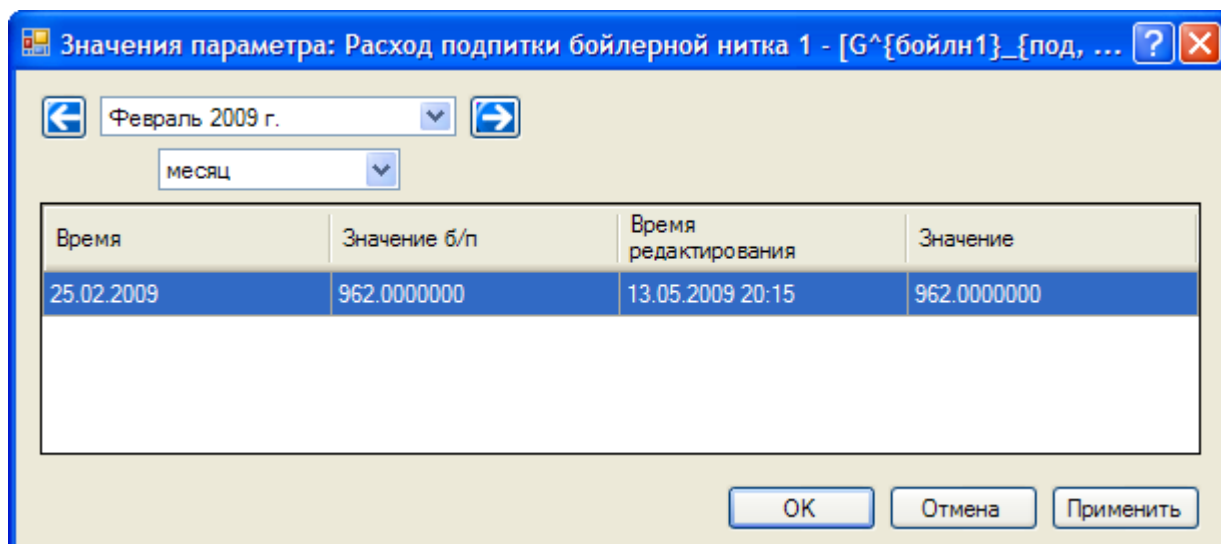 Значения параметра: Расход подпитки бойлерной нитка 1 - [G^{бойлн1}_{под, ...
Февраль 2009 г.
месяц
Время Значение б/п Время редактирования Значение
25.02.2009 962.0000000 13.05.2009 20:15 962.0000000
OK Отмена Применить